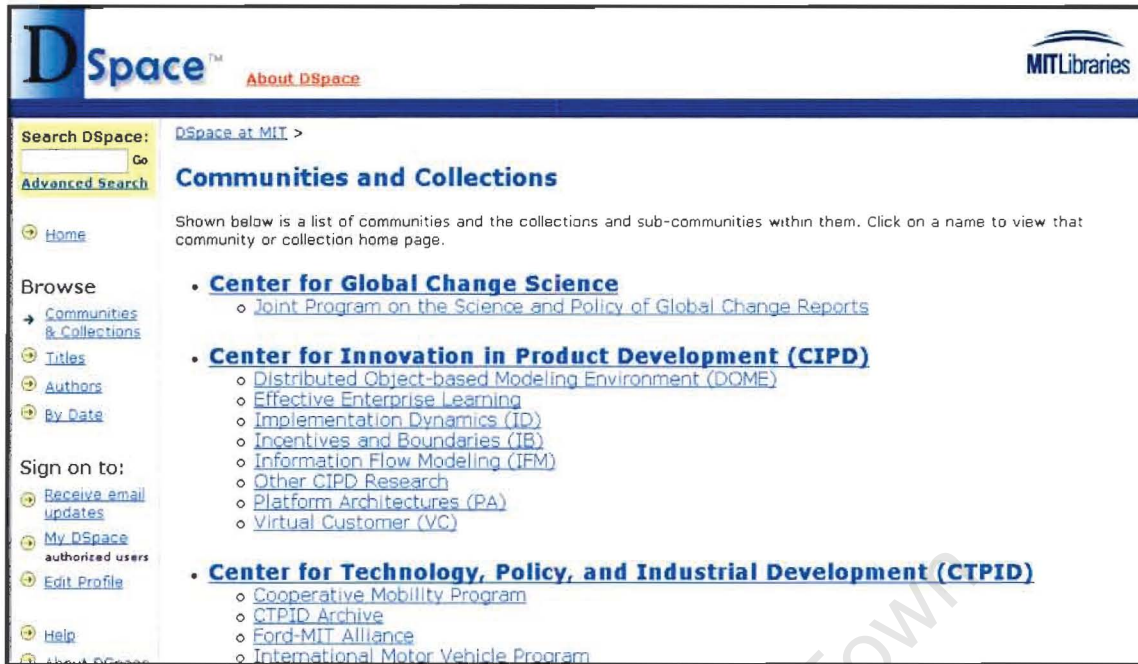 DSpace™
About DSpace
MITLibraries
Search DSpace:
Go
Advanced Search
Home
Browse
Communities
& Collections
Titles
Authors
By Date
Sign on to:
Receive email
updates
My DSpace
authorized users
Edit Profile
Help
About DSpace
DSpace at MIT >
Communities and Collections
Shown below is a list of communities and the collections and sub-communities within them. Click on a name to view that
community or collection home page.
• Center for Global Change Science
o Joint Program on the Science and Policy of Global Change Reports
• Center for Innovation in Product Development (CIPD)
o Distributed Object-based Modeling Environment (DOME)
o Effective Enterprise Learning
o Implementation Dynamics (ID)
o Incentives and Boundaries (IB)
o Information Flow Modeling (IFM)
o Other CIPD Research
o Platform Architectures (PA)
o Virtual Customer (VC)
• Center for Technology, Policy, and Industrial Development (CTPID)
o Cooperative Mobility Program
o CTPID Archive
o Ford-MIT Alliance
o International Motor Vehicle Program
Town